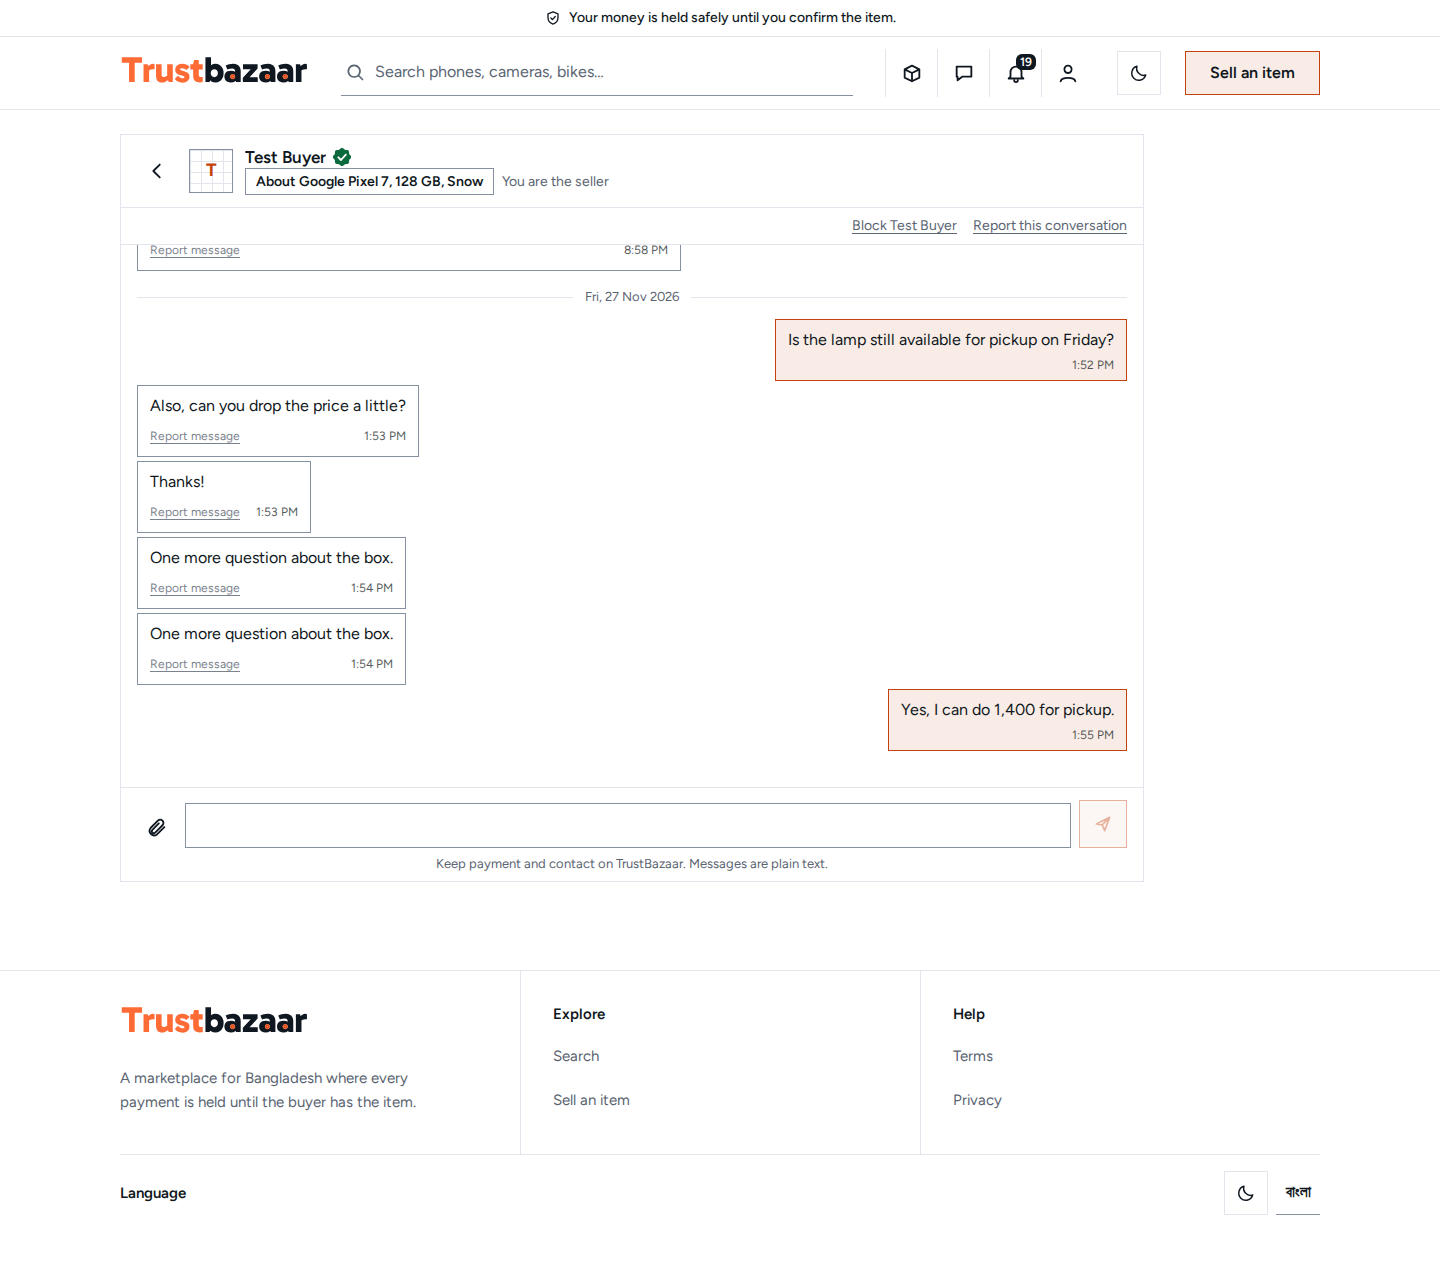 Your money is held safely until you confirm the item.
Trustbazaar
Search phones, cameras, bikes...
19
Sell an item
T
Test Buyer
About Google Pixel 7, 128 GB, Snow
You are the seller
Block Test Buyer
Report this conversation
Report message
8:58 PM
Fri, 27 Nov 2026
Is the lamp still available for pickup on Friday?
1:52 PM
Also, can you drop the price a little?
Report message
1:53 PM
Thanks!
Report message
1:53 PM
One more question about the box.
Report message
1:54 PM
One more question about the box.
Report message
1:54 PM
Yes, I can do 1,400 for pickup.
1:55 PM
Keep payment and contact on TrustBazaar. Messages are plain text.
Trustbazaar
A marketplace for Bangladesh where every
payment is held until the buyer has the item.
Explore
Search
Sell an item
Help
Terms
Privacy
Language
বাংলা